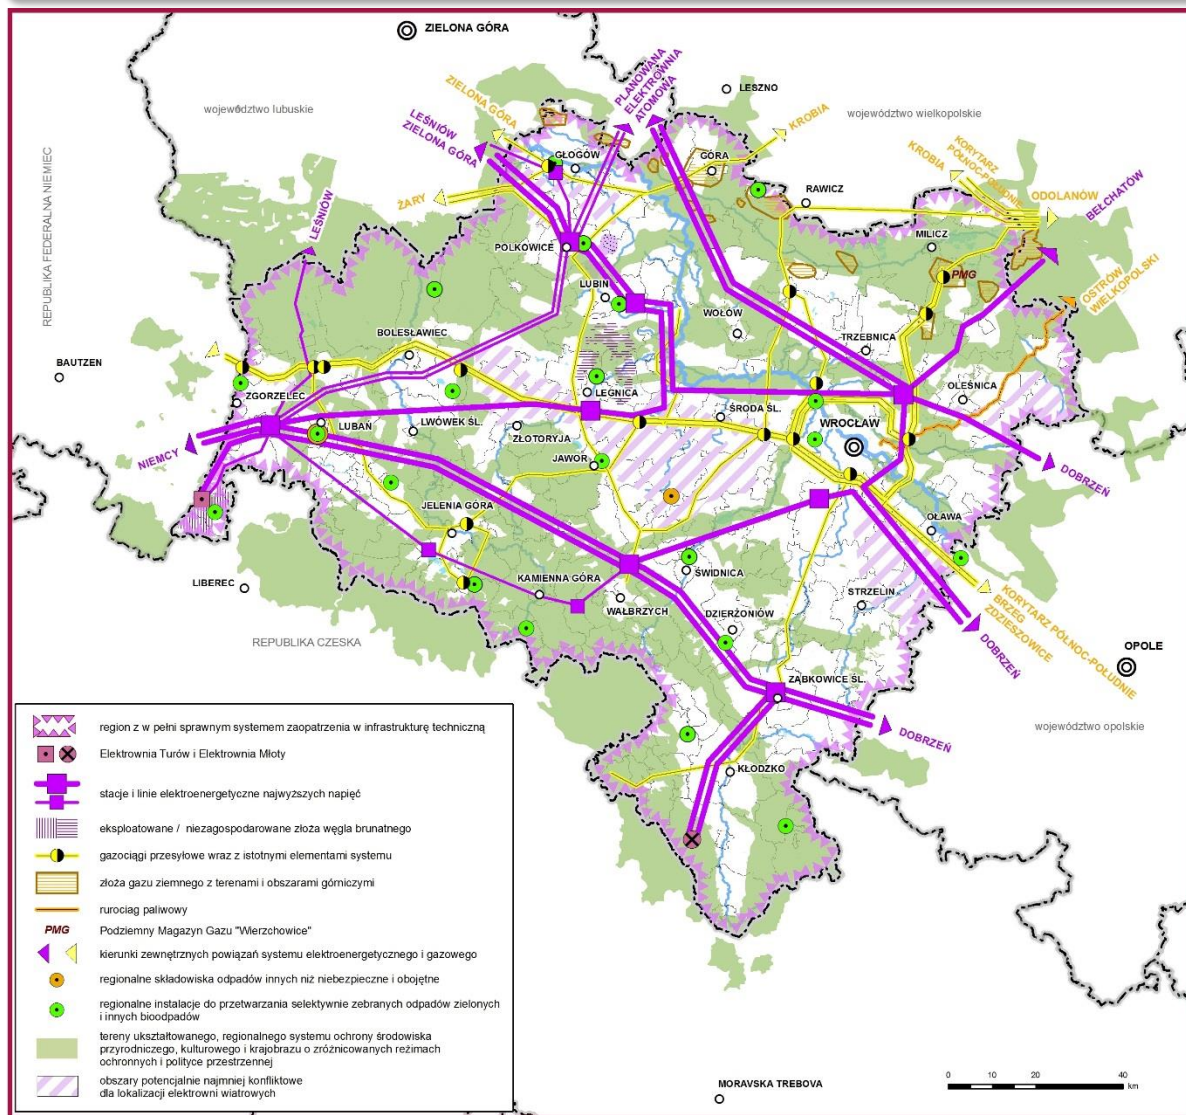 ZIELONA GÓRA
województwo lubuskie
ZIELONA GÓRA
LEŚNIÓW
ZIELONA GÓRA
PLANOWANA
ELEKTROWNIA
ATOMOWA
LESZNO
województwo wielkopolskie
KROBIA
KORYTARZ
PÓŁNOC-POŁUDNIE
KROBIA
ODOLANÓW
BEŁCHATÓW
OSTRÓW
WIELKOPOLSKI
REPUBLIKA FEDERALNA NIEMIEC
GŁOGÓW
GÓRA
RAWICZ
ŻARY
LEŚNIÓW
POLKOWICE
MILICZ
PMG
LUBIN
WOŁÓW
TRZEBNICA
BOLESŁAWIEC
BAUTZEN
ZGORZELEC
LEGNICA
OLEŚNICA
LUBAŃ
LWÓWEK ŚL.
ZŁOTORYJA
ŚRODA ŚL.
WROCŁAW
NIEMCY
JAWOR
DOBRZEŃ
JELENIA GÓRA
OŁAWA
LIBEREC
KAMIENNA GÓRA
ŚWIDNICA
WAŁBRZYCH
DZIERŻONIÓW
STRZELIN
KORYTARZ PÓŁNOC-POŁUDNIE
BRZEG
ZDZIESZOWICE
DOBRZEŃ
REPUBLIKA CZESKA
OPOLE
ZĄBKOWICE ŚL.
województwo opolskie
DOBRZEŃ
KŁODZKO
region z w pełni sprawnym systemem zaopatrzenia w infrastrukturę techniczną
Elektrownia Turów i Elektrownia Młoty
stacje i linie elektroenergetyczne najwyższych napięć
eksploatowane / niezagospodarowane złoża węgla brunatnego
gazociągi przesyłowe wraz z istotnymi elementami systemu
złoża gazu ziemnego z terenami i obszarami górniczymi
rurociąg paliwowy
PMG Podziemny Magazyn Gazu "Wierzchowice"
kierunki zewnętrznych powiązań systemu elektroenergetycznego i gazowego
regionalne składowiska odpadów innych niż niebezpieczne i obojętne
regionalne instalacje do przetwarzania selektywnie zebranych odpadów zielonych
i innych bioodpadów
tereny ukształtowanego, regionalnego systemu ochrony środowiska
przyrodniczego, kulturowego i krajobrazu o zróżnicowanych reżimach
ochronnych i polityce przestrzennej
obszary potencjalnie najmniej konfliktowe
dla lokalizacji elektrowni wiatrowych
MORAVSKA TREBOVA
0 10 20 40
km